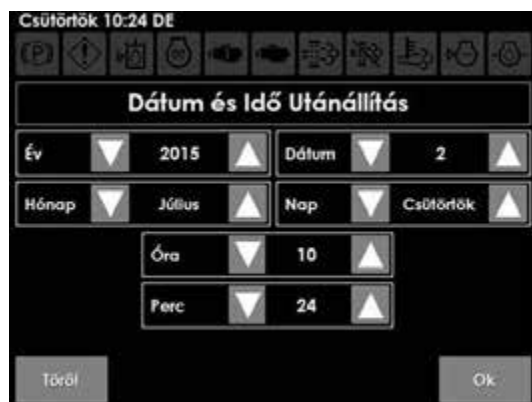 Csütörtök 10:24 DE
Dátum és Idő Utánállítás
Év 2015 Dátum 2
Hónap Július Nap Csütörtök
Óra 10
Perc 24
Töröl Ok